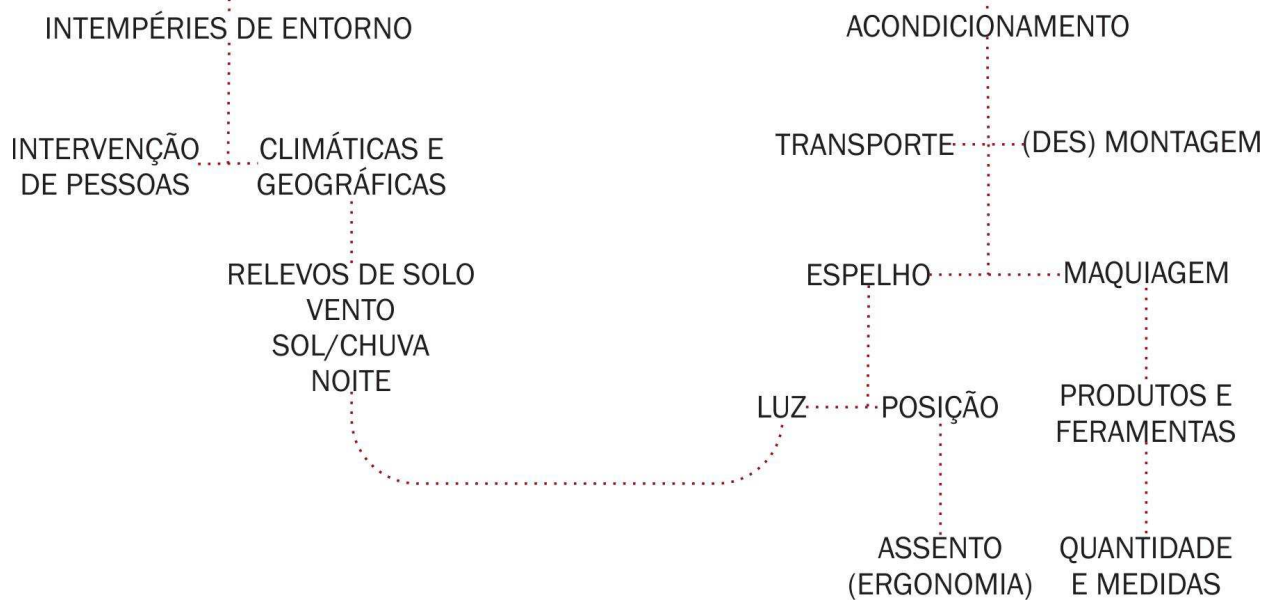 INTEMPÉRIES DE ENTORNO
ACONDICIONAMENTO
INTERVENÇÃO
DE PESSOAS
CLIMÁTICAS E
GEOGRÁFICAS
TRANSPORTE
(DES) MONTAGEM
RELEVOS DE SOLO
VENTO
SOL/CHUVA
NOITE
ESPELHO
MAQUIAGEM
LUZ
POSIÇÃO
PRODUTOS E
FERAMENTAS
ASSENTO
(ERGONOMIA)
QUANTIDADE
E MEDIDAS